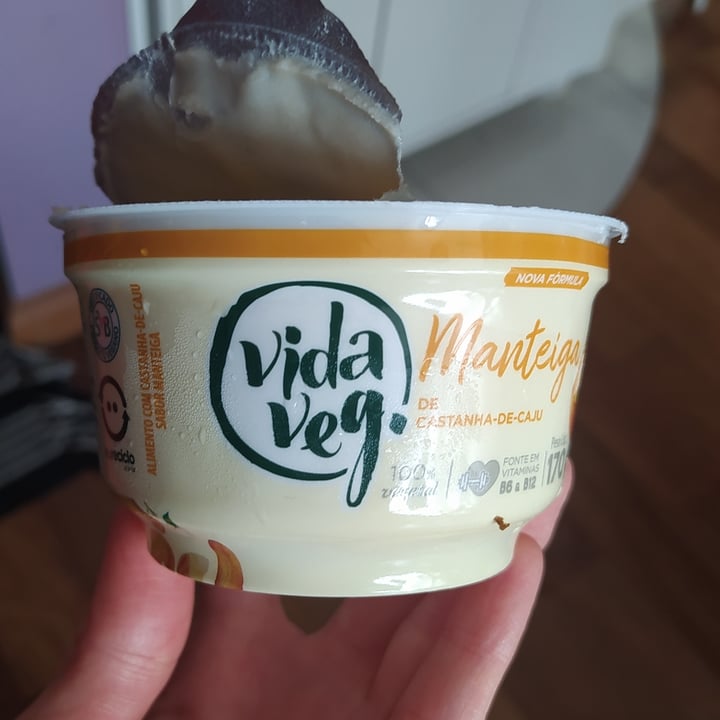 NOVA FÓRMULA
vida
veg.
Manteiga
DE
CASTANHA-DE-CAJU
100%
vegetal
FONTE EM
VITAMINAS
B6 & B12
170
ALIMENTO COM CASTANHA-DE-CAJU
SABOR MANTEIGA